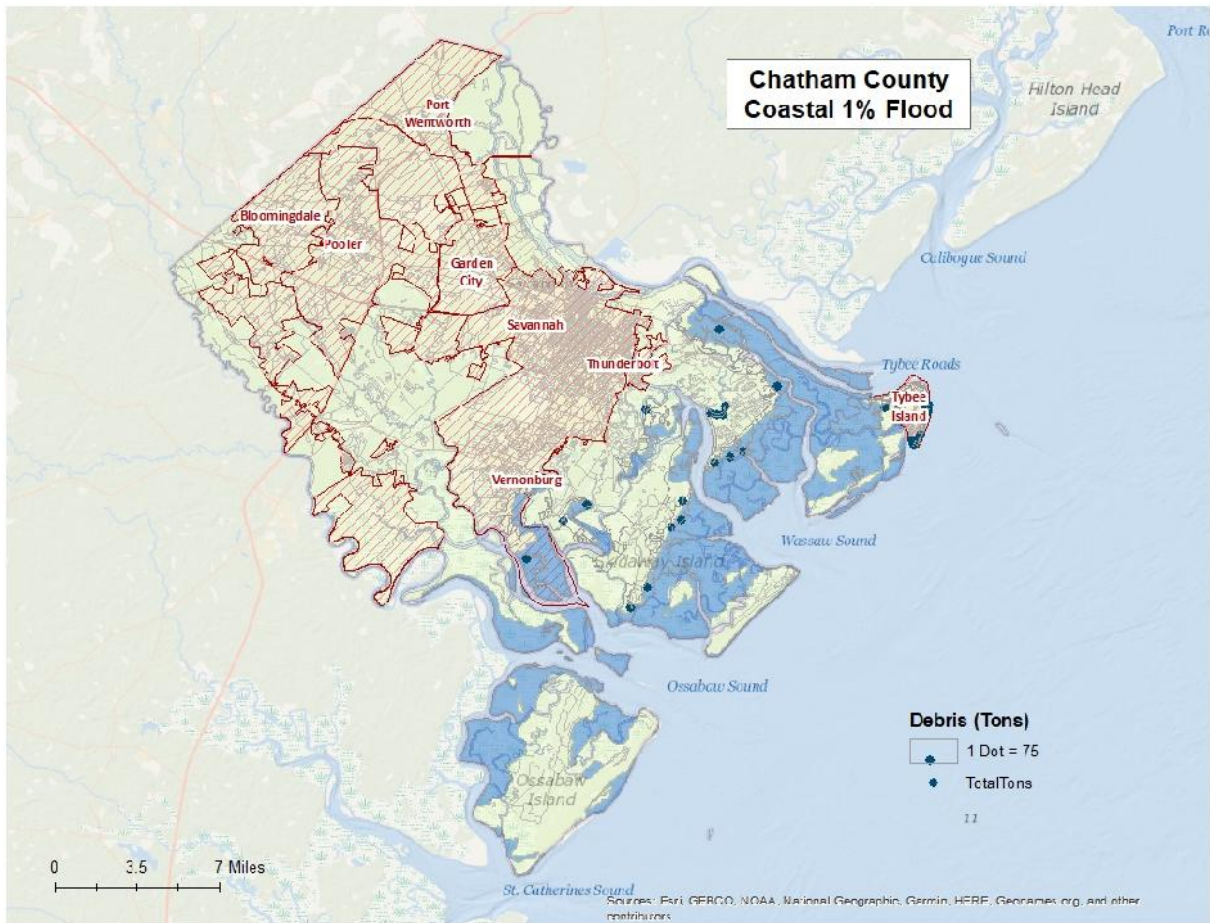 Port Ro
Chatham County
Coastal 1% Flood
Hilton Head
Island
Port
Wentworth
Bloomingdale
Pooler
Garden
City
Calibogue Sound
Savannah
Thunderbolt
Tybee Roads
Tybee
Island
Vernonburg
Wassaw Sound
Skidaway Island
Ossabaw Sound
Debris (Tons)
1 Dot = 75
TotalTons
Ossabaw
Island
11
0 3.5 7 Miles
St. Catherines Sound
Sources: Esri, GEBCO, NOAA, National Geographic, Garmin, HERE, Geonames.org, and other
contributors